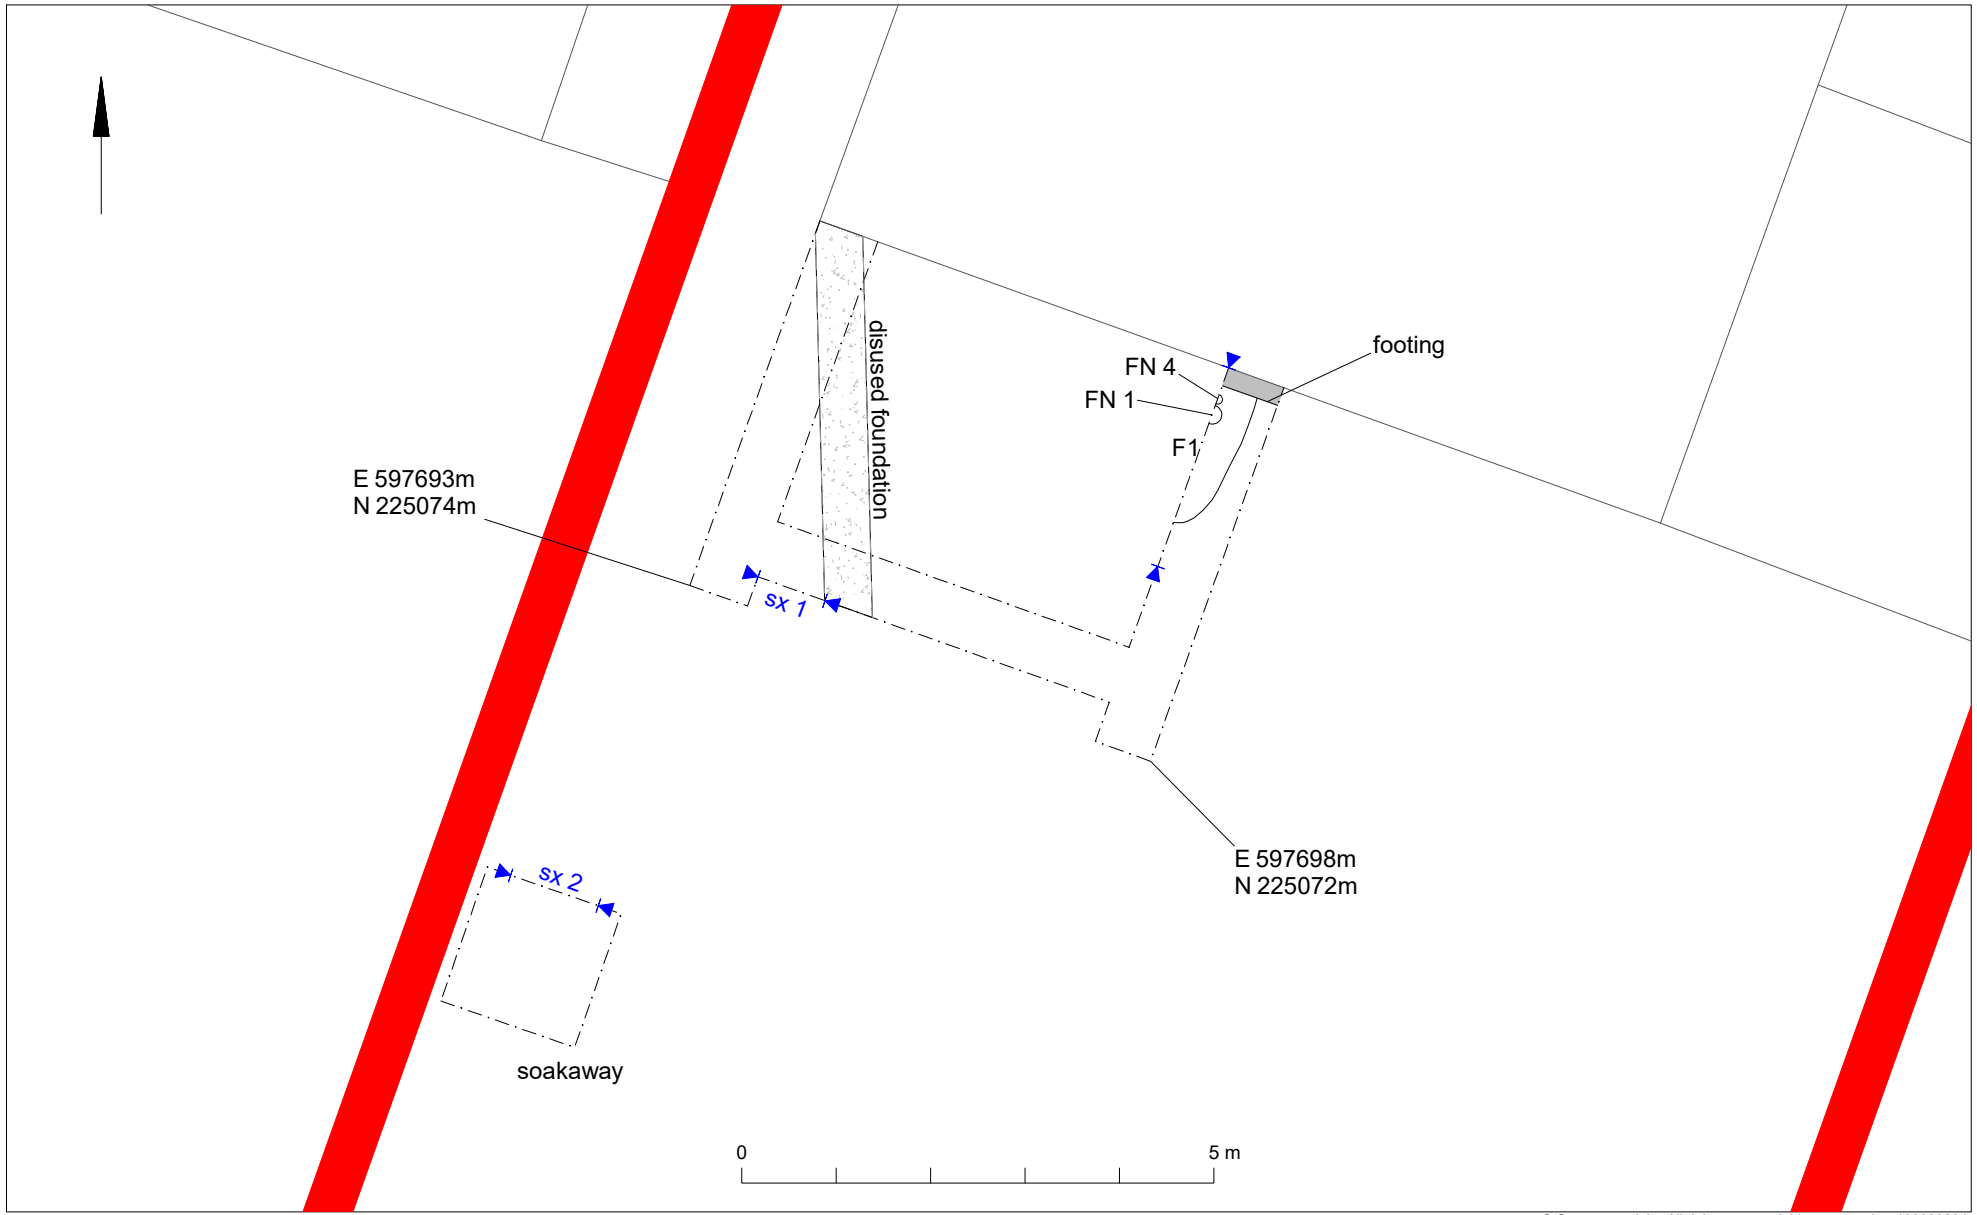 disused foundation
footing
FN 4
FN 1
F1
E 597693m
N 225074m
sx 1
E 597698m
N 225072m
sx 2
soakaway
0 5 m